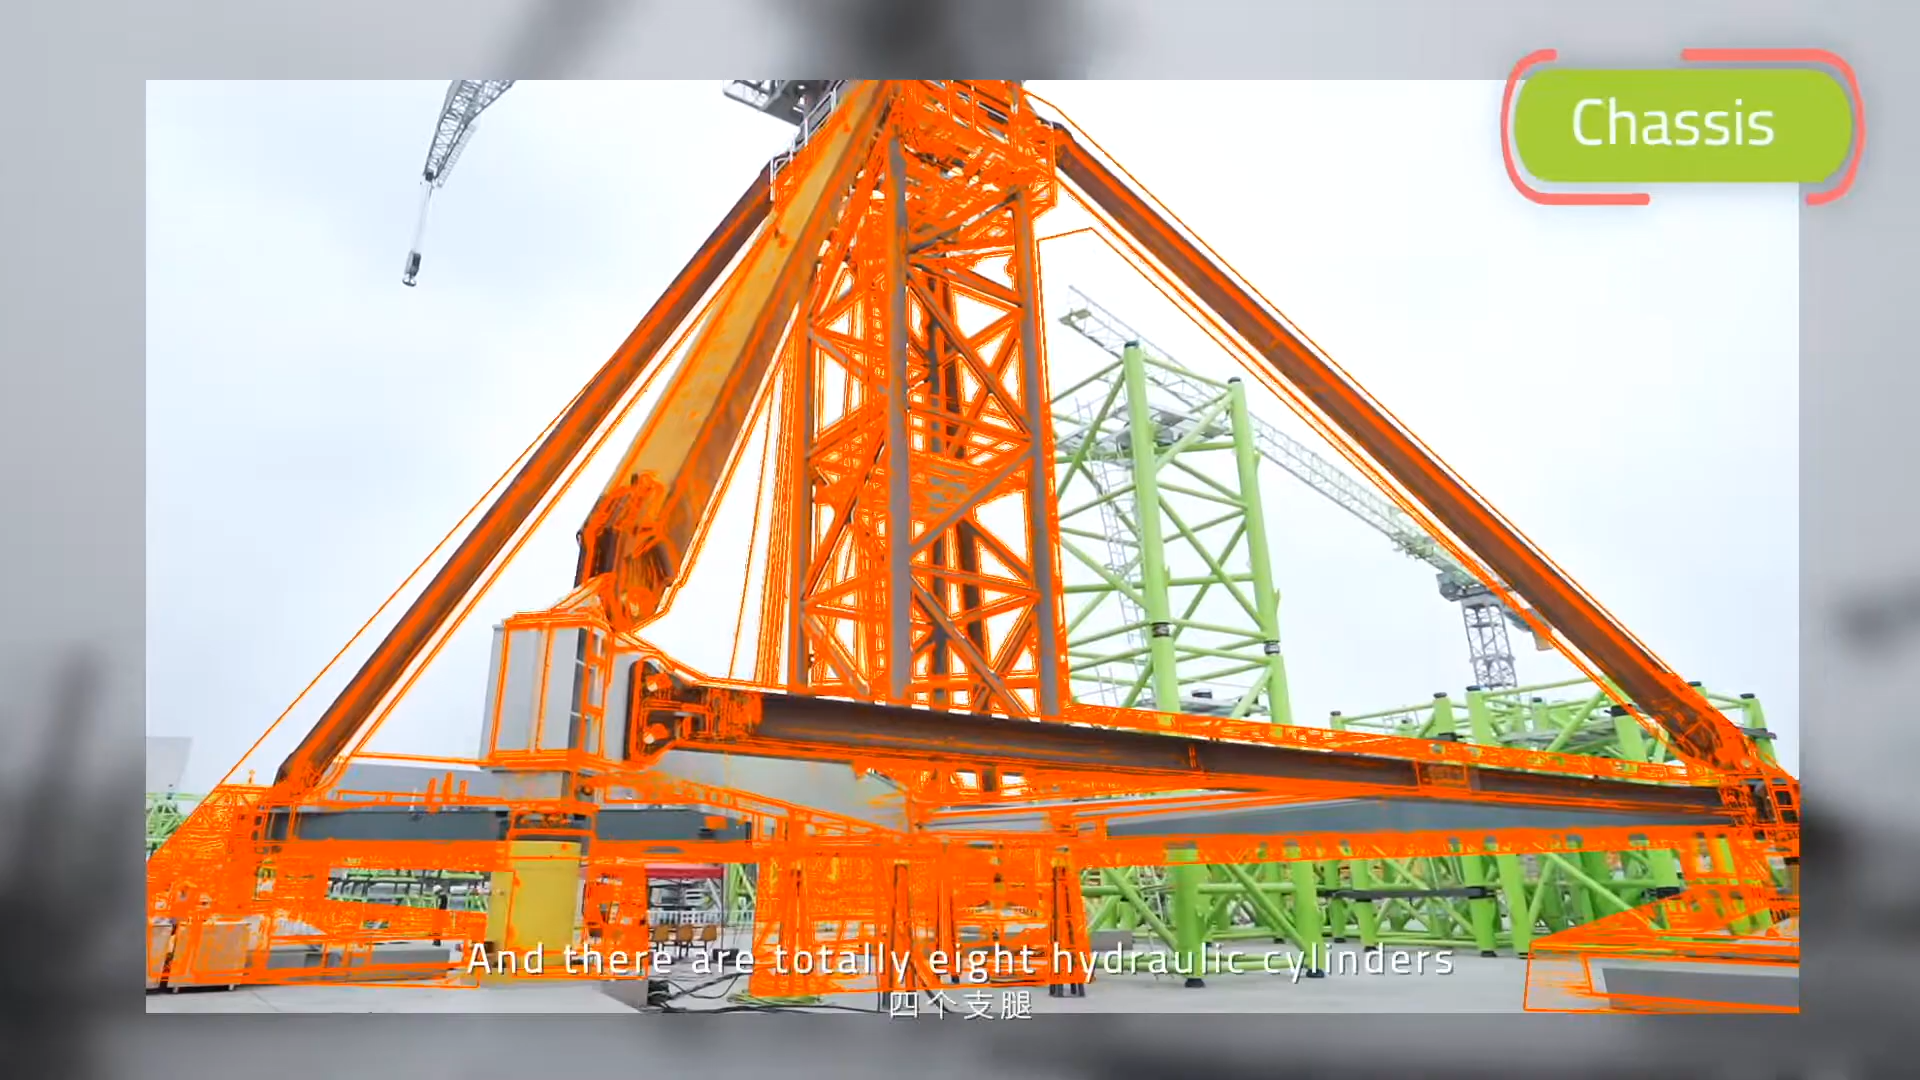 Chassis
And there are totally eight hydraulic cylinders
四个支腿